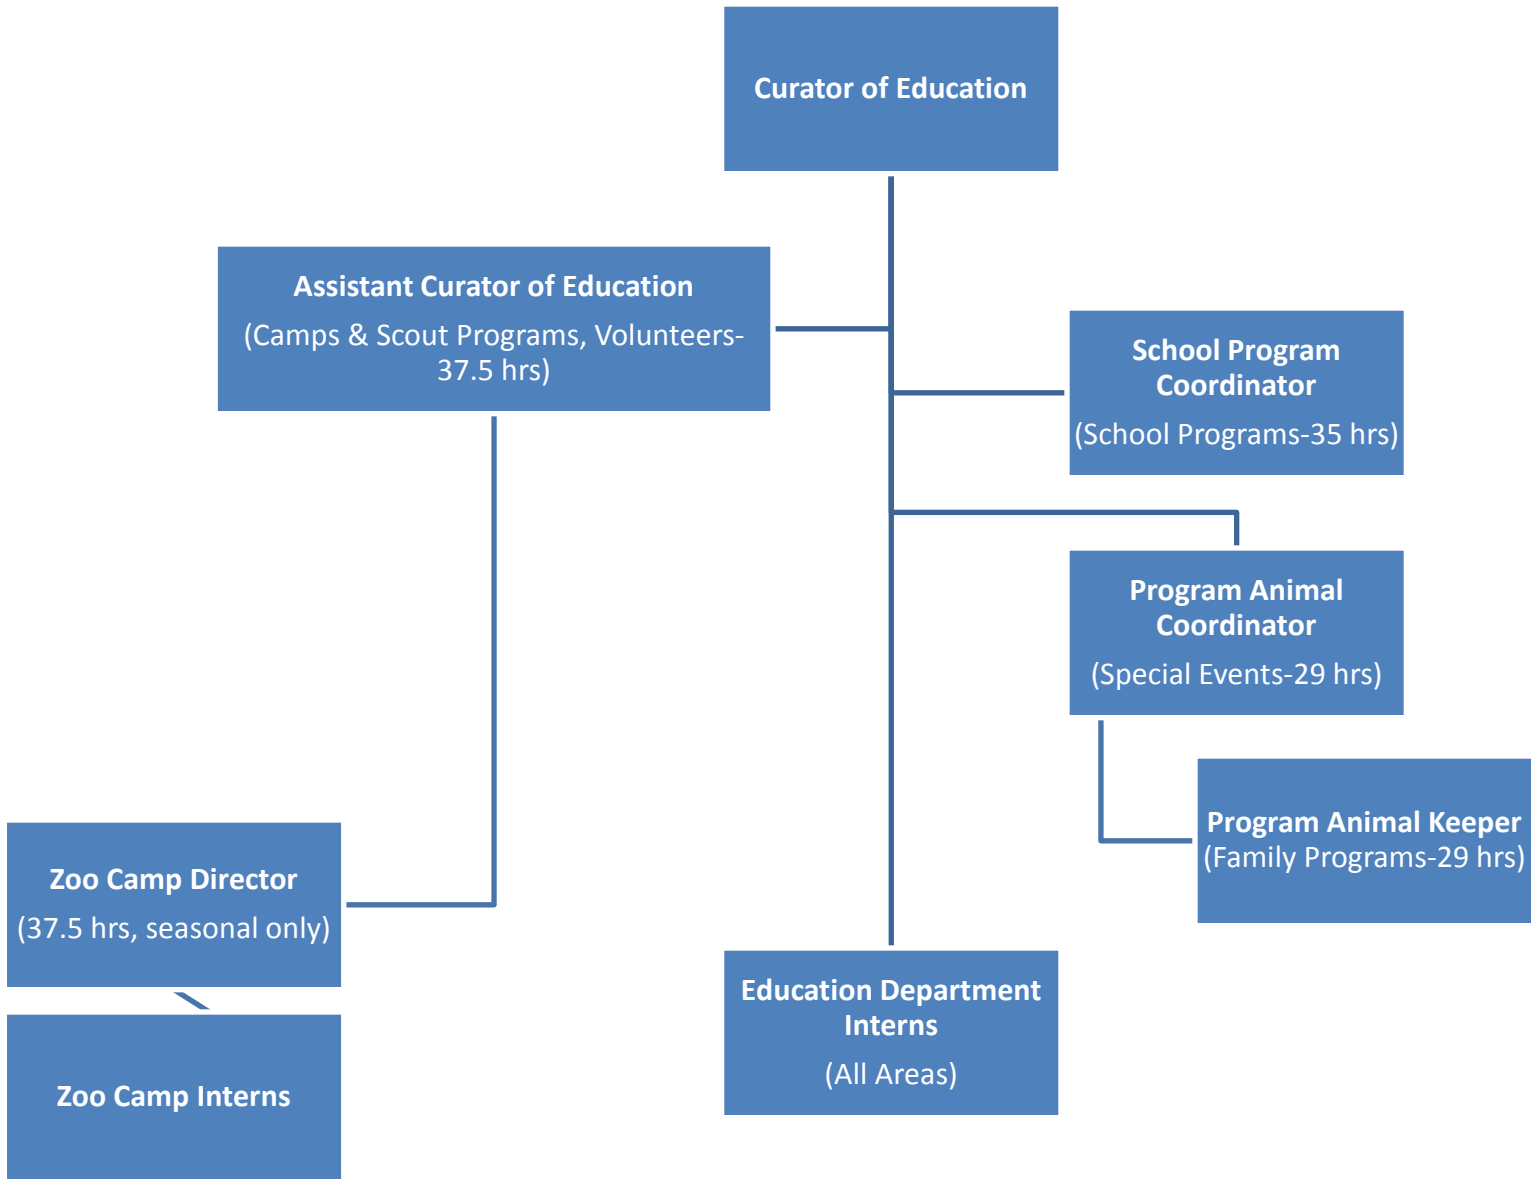 Curator of Education
Assistant Curator of Education
(Camps & Scout Programs, Volunteers-
37.5 hrs)
School Program
Coordinator
(School Programs-35 hrs)
Program Animal
Coordinator
(Special Events-29 hrs)
Program Animal Keeper
(Family Programs-29 hrs)
Zoo Camp Director
(37.5 hrs, seasonal only)
Education Department
Interns
(All Areas)
Zoo Camp Interns